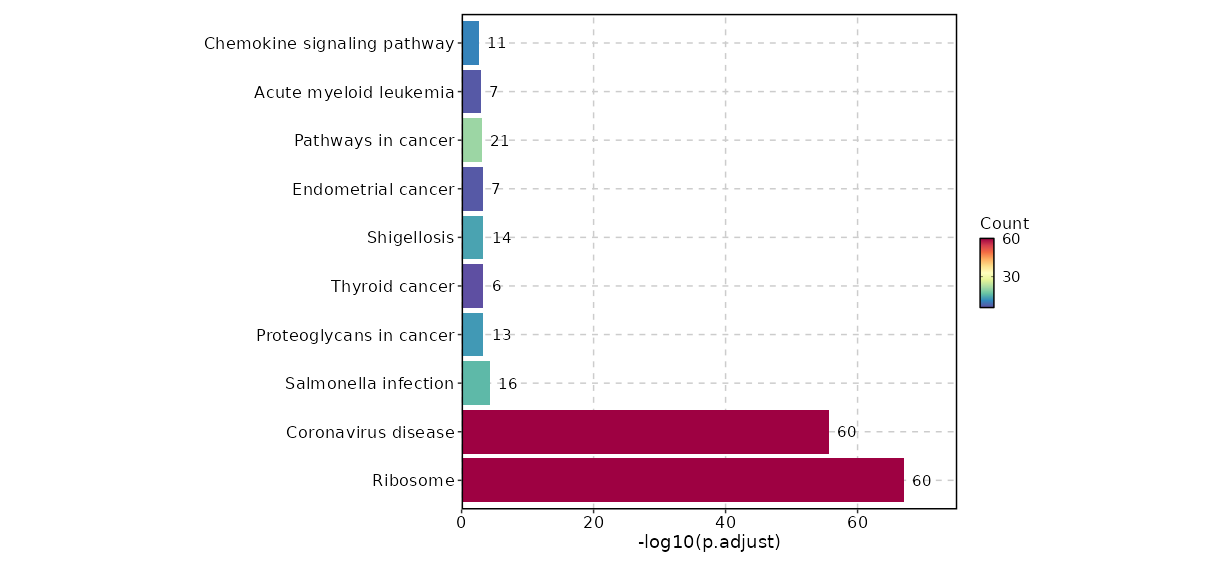 Chemokine signaling pathway 11
Acute myeloid leukemia 7
Pathways in cancer 21
Endometrial cancer 7
Shigellosis 14
Thyroid cancer 6
Proteoglycans in cancer 13
Salmonella infection 16
Coronavirus disease 60
Ribosome 60
0 20 40 60
-log10(p.adjust)
Count
60
30